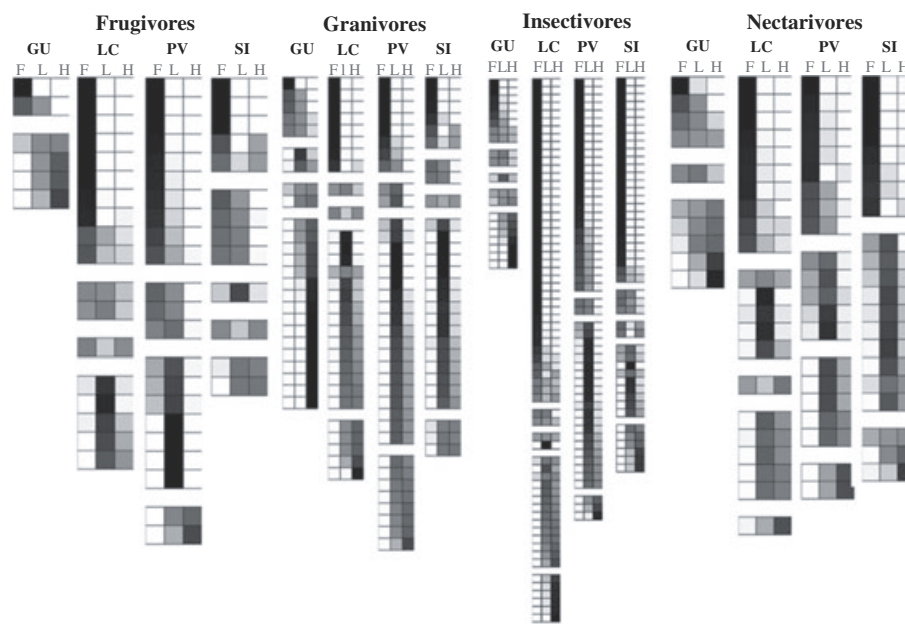 Frugivores Granivores Insectivores Nectarivores
GU LC PV SI GU LC PV SI GU LC PV SI GU LC PV SI
F L H F L H F L H F L H F L H F l H F L H F L H F L H F L H F L H F L H F L H F L H F L H F L H